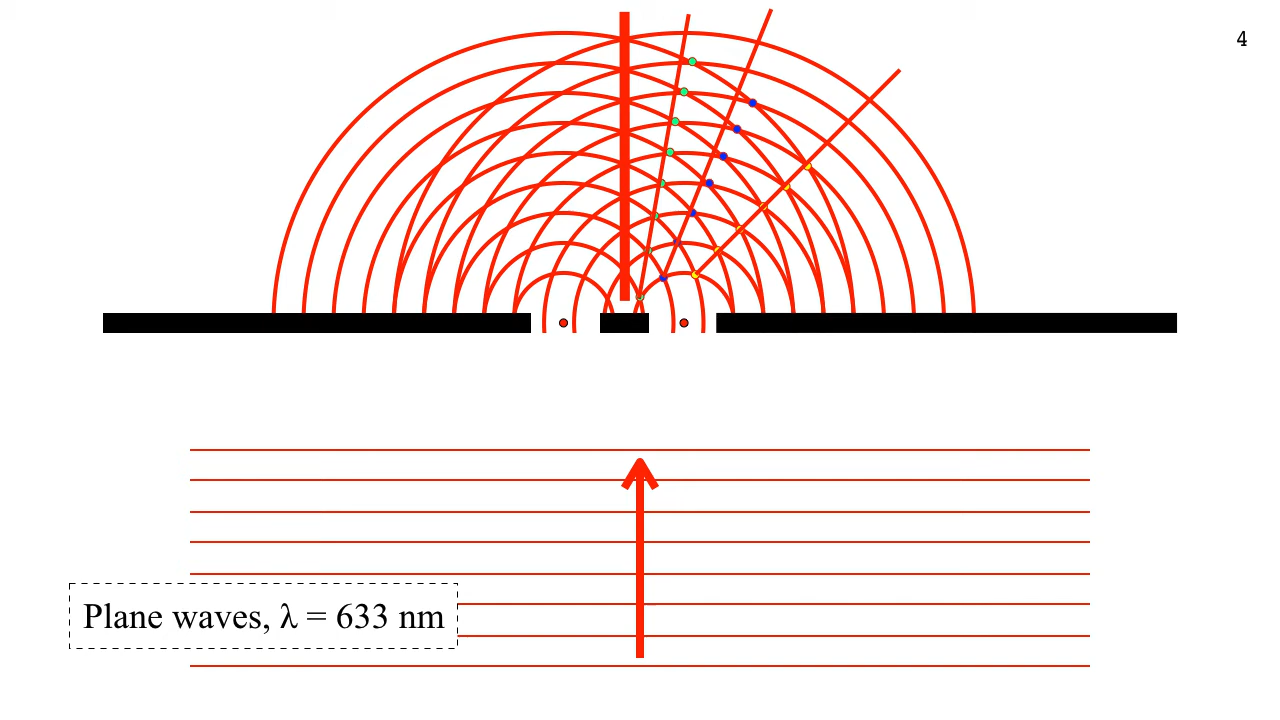 4
Plane waves, λ = 633 nm